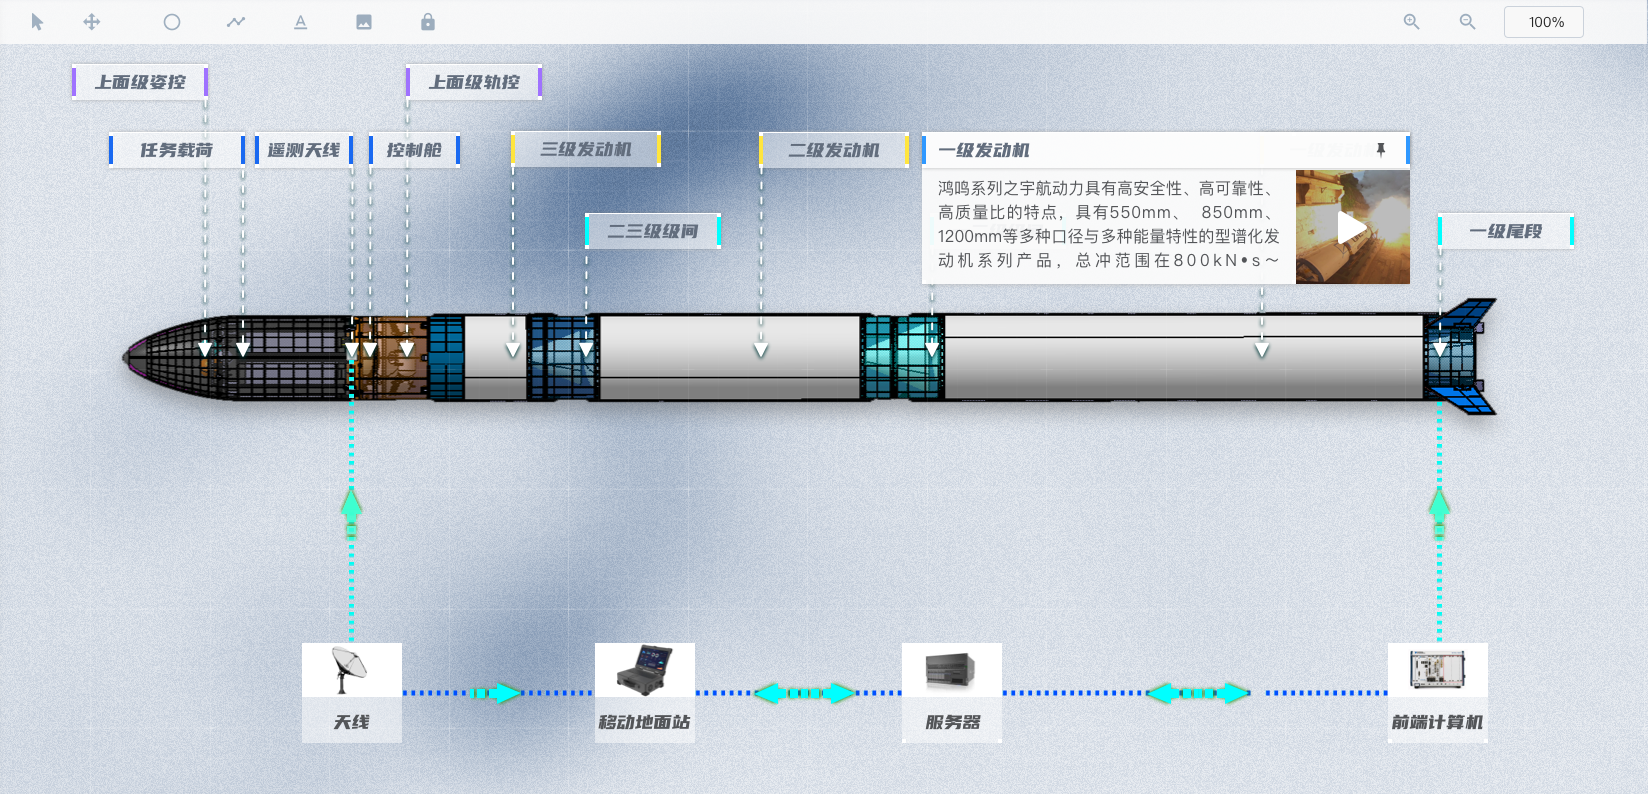 A
100%
上面级姿控
上面级轨控
任务载荷
遥测天线
控制舱
三级发动机
二级发动机
一级发动机
二三级级间
鸿鸣系列之宇航动力具有高安全性、高可靠性、
高质量比的特点，具有550mm、 850mm、
1200mm等多种口径与多种能量特性的型谱化发
动机系列产品，总冲范围在800kN•s～
一级尾段
天线
移动地面站
服务器
前端计算机